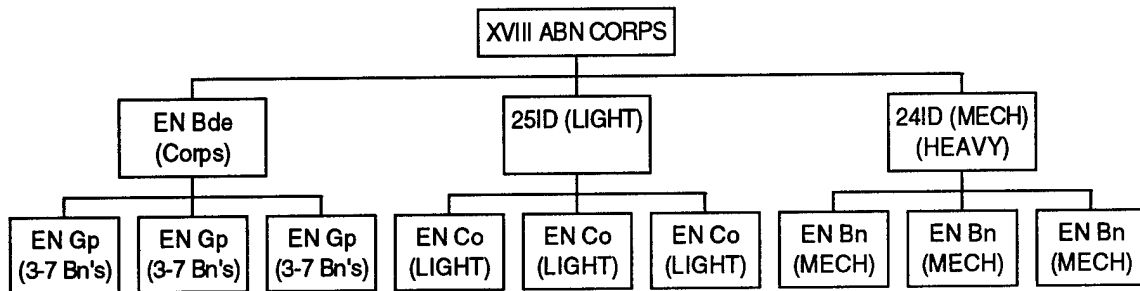 XVIII ABN CORPS
EN Bde
(Corps)
25ID (LIGHT)
24ID (MECH)
(HEAVY)
EN Gp
(3-7 Bn's)
EN Gp
(3-7 Bn's)
EN Gp
(3-7 Bn's)
EN Co
(LIGHT)
EN Co
(LIGHT)
EN Co
(LIGHT)
EN Bn
(MECH)
EN Bn
(MECH)
EN Bn
(MECH)